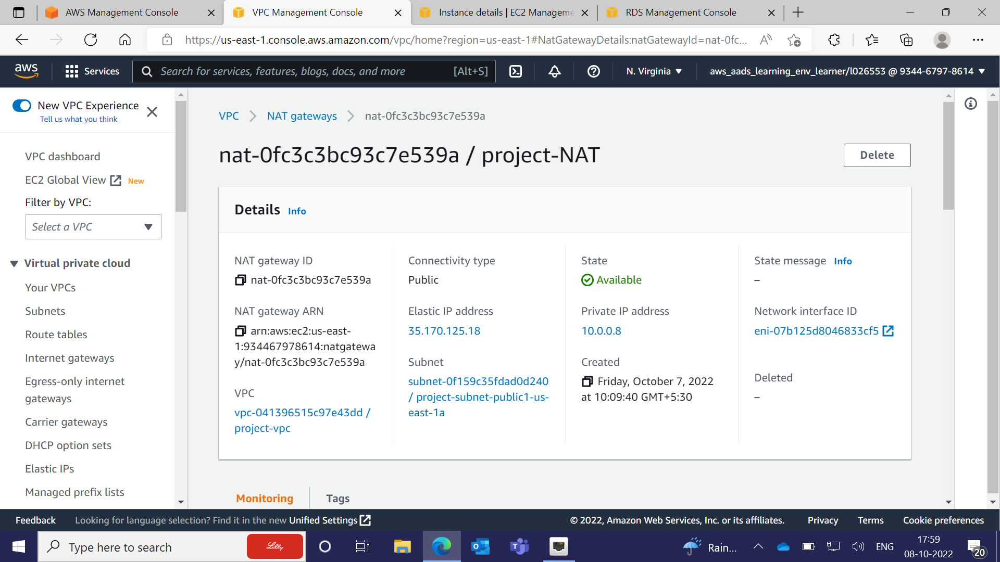 AWS Management Console
VPC Management Console
Instance details | EC2 Manageme
RDS Management Console
https://us-east-1.console.aws.amazon.com/vpc/home?region=us-east-1#NatGatewayDetails:natGatewayId=nat-0fc...
aws
Services
Search for services, features, blogs, docs, and more
[Alt+S]
N. Virginia
aws_aads_learning_env_learner/l026553 @ 9344-6797-8614
New VPC Experience
Tell us what you think
VPC dashboard
EC2 Global View
New
Filter by VPC:
Select a VPC
Virtual private cloud
Your VPCs
Subnets
Route tables
Internet gateways
Egress-only internet
gateways
Carrier gateways
DHCP option sets
Elastic IPs
Managed prefix lists
VPC
NAT gateways
nat-0fc3c3bc93c7e539a
nat-0fc3c3bc93c7e539a / project-NAT
Delete
Details
Info
NAT gateway ID
nat-0fc3c3bc93c7e539a
NAT gateway ARN
arn:aws:ec2:us-east-
1:934467978614:natgatewa
y/nat-0fc3c3bc93c7e539a
VPC
vpc-041396515c97e43dd /
project-vpc
Connectivity type
Public
Elastic IP address
35.170.125.18
Subnet
subnet-0f159c35fdad0d240
/ project-subnet-public1-us-
east-1a
State
Available
Private IP address
10.0.0.8
Created
Friday, October 7, 2022
at 10:09:40 GMT+5:30
State message
Info
–
Network interface ID
eni-07b125d8046833cf5
Deleted
–
Monitoring
Tags
Feedback
Looking for language selection? Find it in the new Unified Settings
© 2022, Amazon Web Services, Inc. or its affiliates.
Privacy
Terms
Cookie preferences
Type here to search
Lilly
Rain...
ENG
17:59
08-10-2022
20